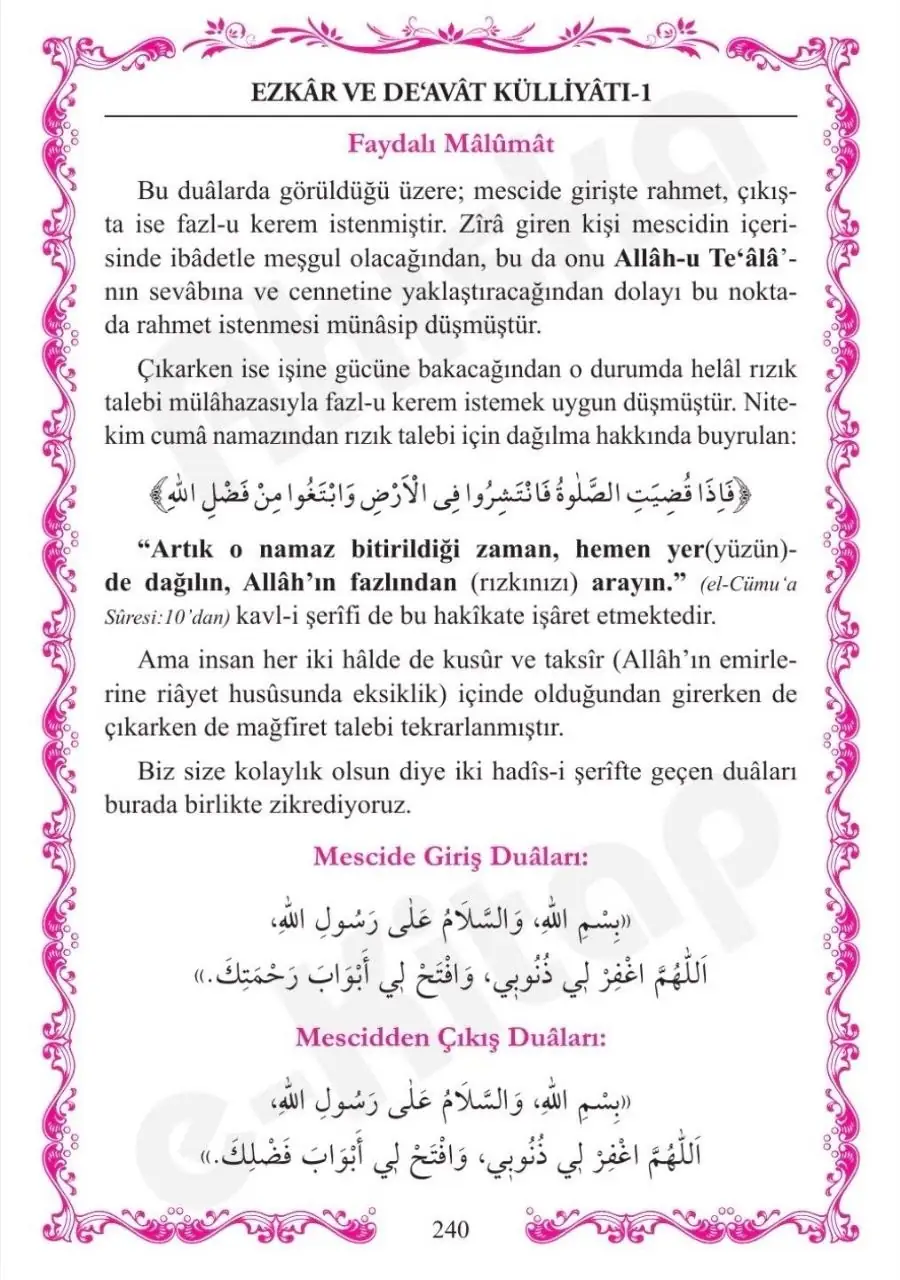 EZKÂR VE DE‘AVÂT KÜLLİYÂTI-1
Faydalı Mâlûmât
Bu duâlarda görüldüğü üzere; mescide girişte rahmet, çıkış-
ta ise fazl-u kerem istenmiştir. Zîrâ giren kişi mescidin içeri-
sinde ibâdetle meşgul olacağından, bu da onu Allâh-u Te‘âlâ’-
nın sevâbına ve cennetine yaklaştıracağından dolayı bu nokta-
da rahmet istenmesi münâsip düşmüştür.
Çıkarken ise işine gücüne bakacağından o durumda helâl rızık
talebi mülâhazasıyla fazl-u kerem istemek uygun düşmüştür. Nite-
kim cumâ namazından rızık talebi için dağılma hakkında buyrulan:
﴿فَاِذَا قُضِيَتِ الصَّلٰوةُ فَانْتَشِرُوا فِى الْاَرْضِ وَابْتَغُوا مِنْ فَضْلِ اللّٰهِ﴾
“Artık o namaz bitirildiği zaman, hemen yer(yüzün)-
de dağılın, Allâh’ın fazlından (rızkınızı) arayın.” (el-Cümu‘a
Sûresi:10’dan) kavl-i şerîfi de bu hakîkate işâret etmektedir.
Ama insan her iki hâlde de kusûr ve taksîr (Allâh’ın emirle-
rine riâyet husûsunda eksiklik) içinde olduğundan girerken de
çıkarken de mağfiret talebi tekrarlanmıştır.
Biz size kolaylık olsun diye iki hadîs-i şerîfte geçen duâları
burada birlikte zikrediyoruz.
Mescide Giriş Duâları:
«بِسْمِ اللّٰهِ، وَالسَّلَامُ عَلٰى رَسُولِ اللّٰهِ،
اَللّٰهُمَّ اغْفِرْ لِي ذُنُوبِي، وَافْتَحْ لِي أَبْوَابَ رَحْمَتِكَ.»
Mescidden Çıkış Duâları:
«بِسْمِ اللّٰهِ، وَالسَّلَامُ عَلٰى رَسُولِ اللّٰهِ،
اَللّٰهُمَّ اغْفِرْ لِي ذُنُوبِي، وَافْتَحْ لِي أَبْوَابَ فَضْلِكَ.»
240
e-Kitap